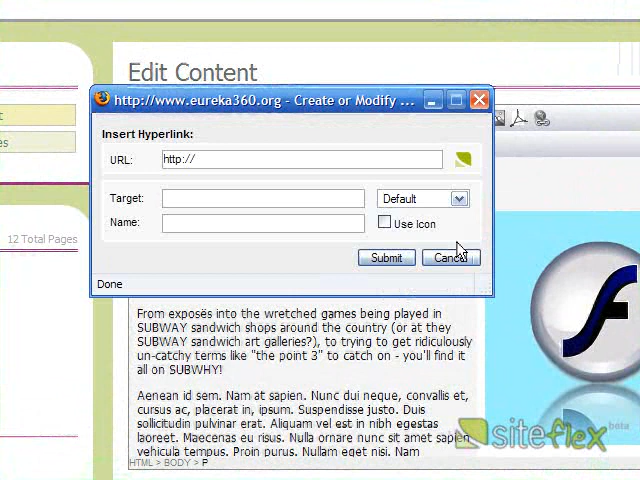 Edit Content
http://www.eureka360.org - Create or Modify ...
Insert Hyperlink:
URL:
http://
Target:
Default
Name:
Use Icon
Submit
Cancel
Done
12 Total Pages
From exposës into the wretched games being played in
SUBWAY sandwich shops around the country (or at they
SUBWAY sandwich art galleries?), to trying to get ridiculously
un-catchy terms like "the point 3" to catch on - you'll find it
all on SUBWHY!
Aenean id sem. Nam at sapien. Nunc dui neque, convallis et,
cursus ac, placerat in, ipsum. Suspendisse justo. Duis
sollicitudin pulvinar erat. Aliquam vel est in nibh egestas
laoreet. Maecenas eu risus. Nulla ornare nunc sit amet sapien
vehicula tempus. Proin purus. Nullam eget nisi. Nam
HTML > BODY > P
siteflex
beta